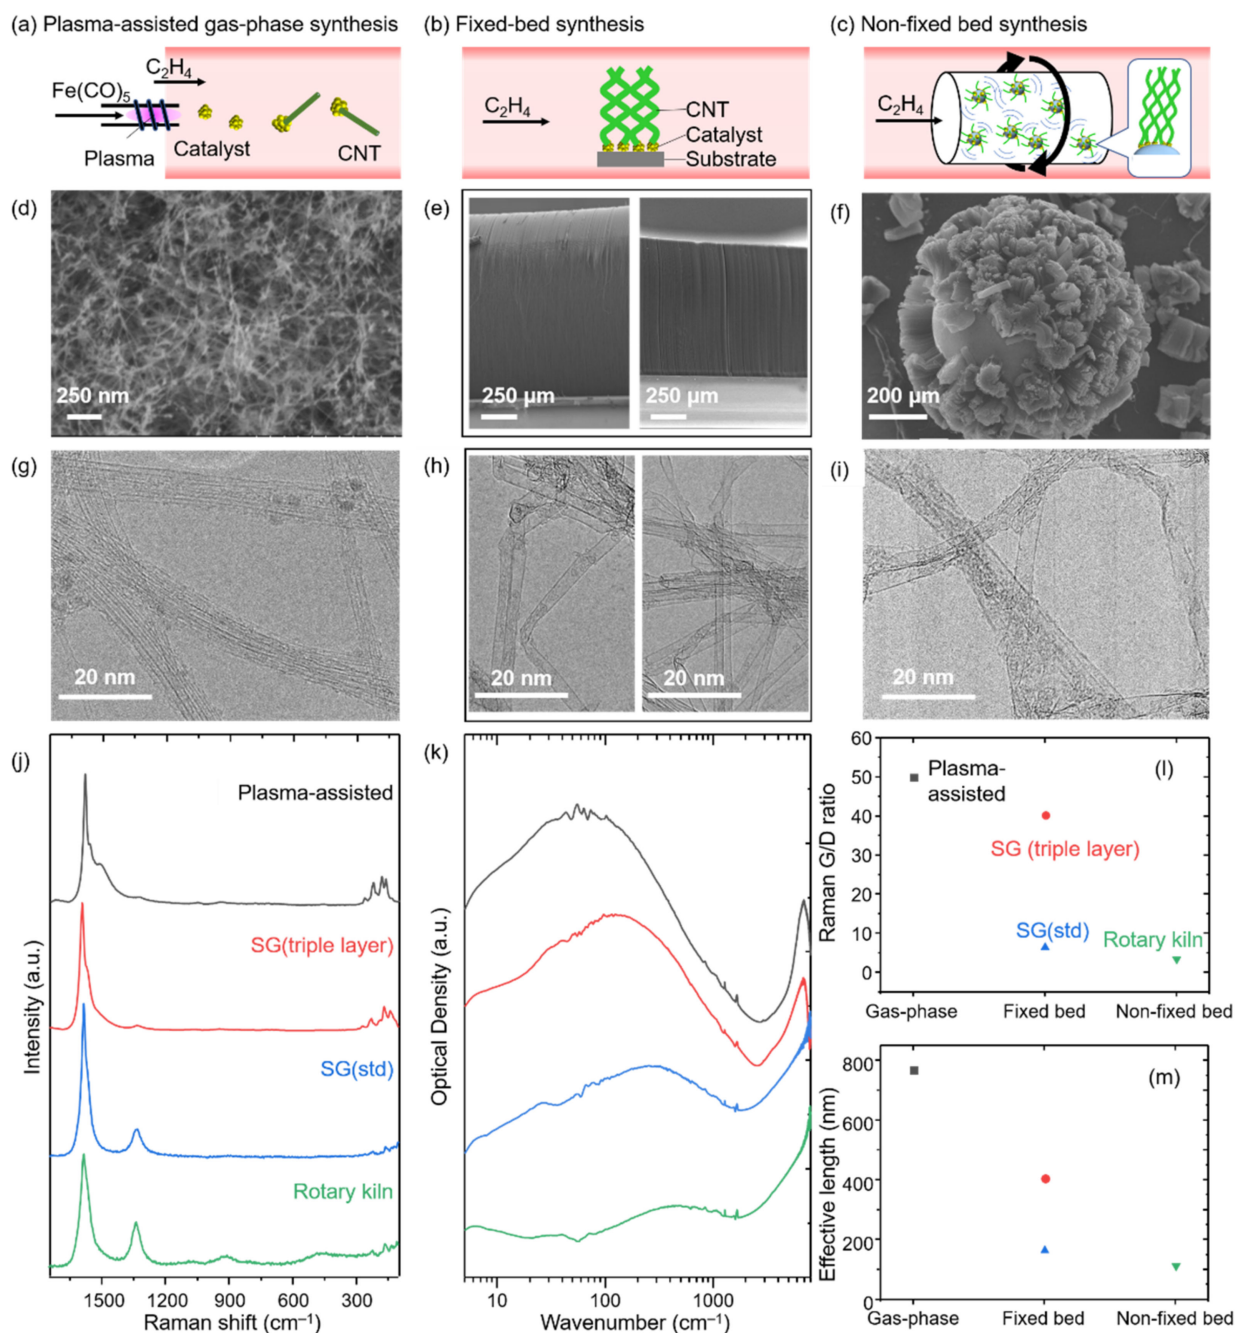 (a) Plasma-assisted gas-phase synthesis
C₂H₄
Fe(CO)₅
Plasma
Catalyst
CNT
(b) Fixed-bed synthesis
C₂H₄
CNT
Catalyst
Substrate
(c) Non-fixed bed synthesis
C₂H₄
(d)
250 nm
(e)
250 μm
250 μm
(f)
200 μm
(g)
20 nm
(h)
20 nm
20 nm
(i)
20 nm
(j)
Plasma-assisted
SG(triple layer)
SG(std)
Rotary kiln
Intensity (a.u.)
1500 1200 900 600 300
Raman shift (cm⁻¹)
(k)
Optical Density (a.u.)
10 100 1000
Wavenumber (cm⁻¹)
(l)
Raman G/D ratio
60
50
40
30
20
10
0
Plasma-
assisted
SG (triple layer)
SG(std)
Rotary kiln
Gas-phase Fixed bed Non-fixed bed
(m)
Effective length (nm)
800
600
400
200
0
Gas-phase Fixed bed Non-fixed bed